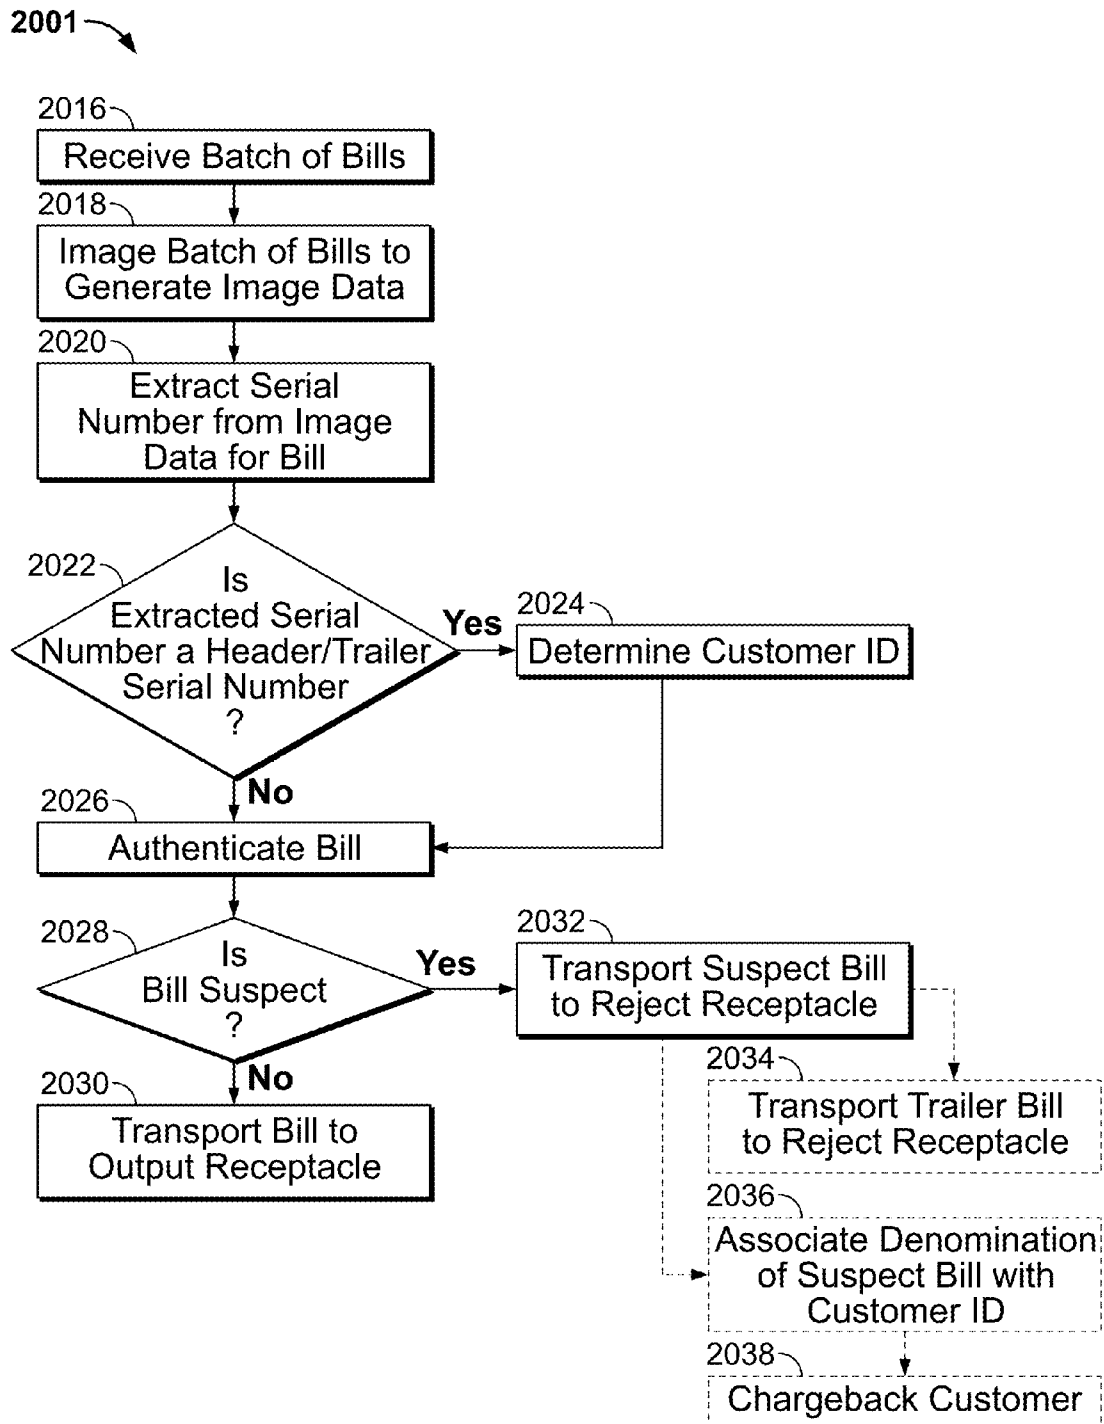 2001
2016
Receive Batch of Bills
2018
Image Batch of Bills to
Generate Image Data
2020
Extract Serial
Number from Image
Data for Bill
2022
Is
Extracted Serial
Number a Header/Trailer
Serial Number
?
Yes
2024
Determine Customer ID
No
2026
Authenticate Bill
2028
Is
Bill Suspect
?
Yes
2032
Transport Suspect Bill
to Reject Receptacle
No
2030
Transport Bill to
Output Receptacle
2034
Transport Trailer Bill
to Reject Receptacle
2036
Associate Denomination
of Suspect Bill with
Customer ID
2038
Chargeback Customer